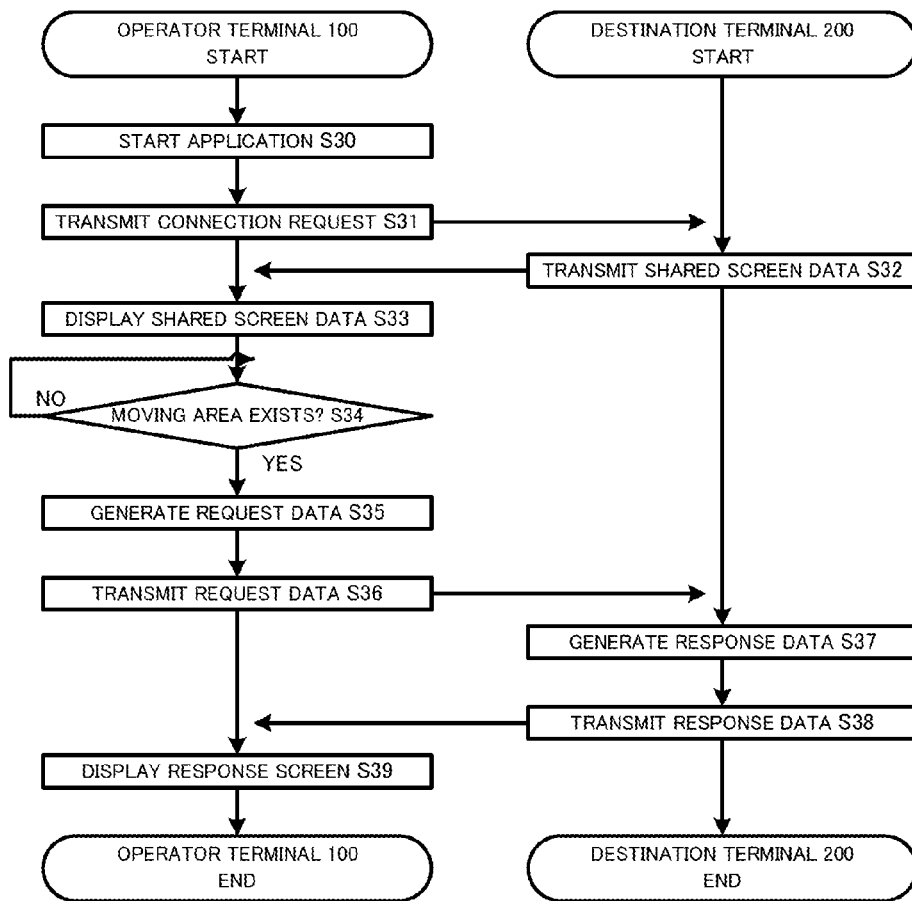 OPERATOR TERMINAL 100
START
DESTINATION TERMINAL 200
START
START APPLICATION S30
TRANSMIT CONNECTION REQUEST S31
TRANSMIT SHARED SCREEN DATA S32
DISPLAY SHARED SCREEN DATA S33
NO
MOVING AREA EXISTS? S34
YES
GENERATE REQUEST DATA S35
TRANSMIT REQUEST DATA S36
GENERATE RESPONSE DATA S37
TRANSMIT RESPONSE DATA S38
DISPLAY RESPONSE SCREEN S39
OPERATOR TERMINAL 100
END
DESTINATION TERMINAL 200
END